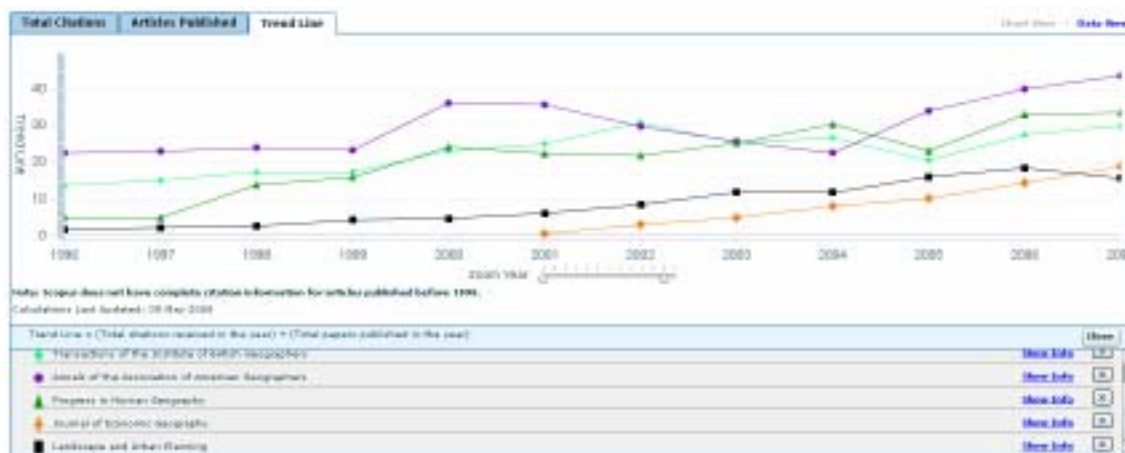 Total Citations Articles Published Trend Line Chart View | Data View
40
30
20
10
0
Trend Line
1996 1997 1998 1999 2000 2001 2002 2003 2004 2005 2006
Zoom Year
Note: Scopus does not have complete citation information for articles published before 1996.
Calculations Last Updated: 09 May 2008
Trend Line = (Total citations received in the year) ÷ (Total papers published in the year)
Transactions of the Institute of British Geographers Show Info x
Annals of the Association of American Geographers Show Info x
Progress in Human Geography Show Info x
Journal of Economic Geography Show Info x
Landscape and Urban Planning Show Info x